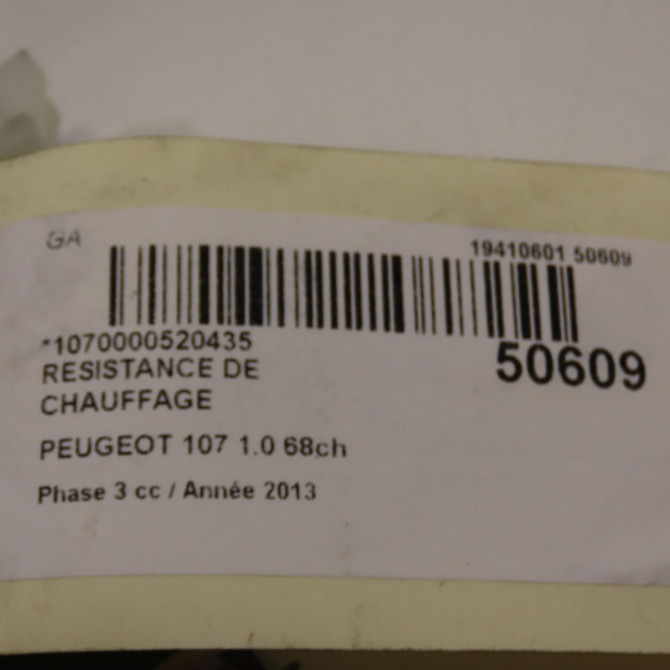 GA
19410601 50609
*1070000520435
50609
RESISTANCE DE
CHAUFFAGE
PEUGEOT 107 1.0 68ch
Phase 3 cc / Année 2013